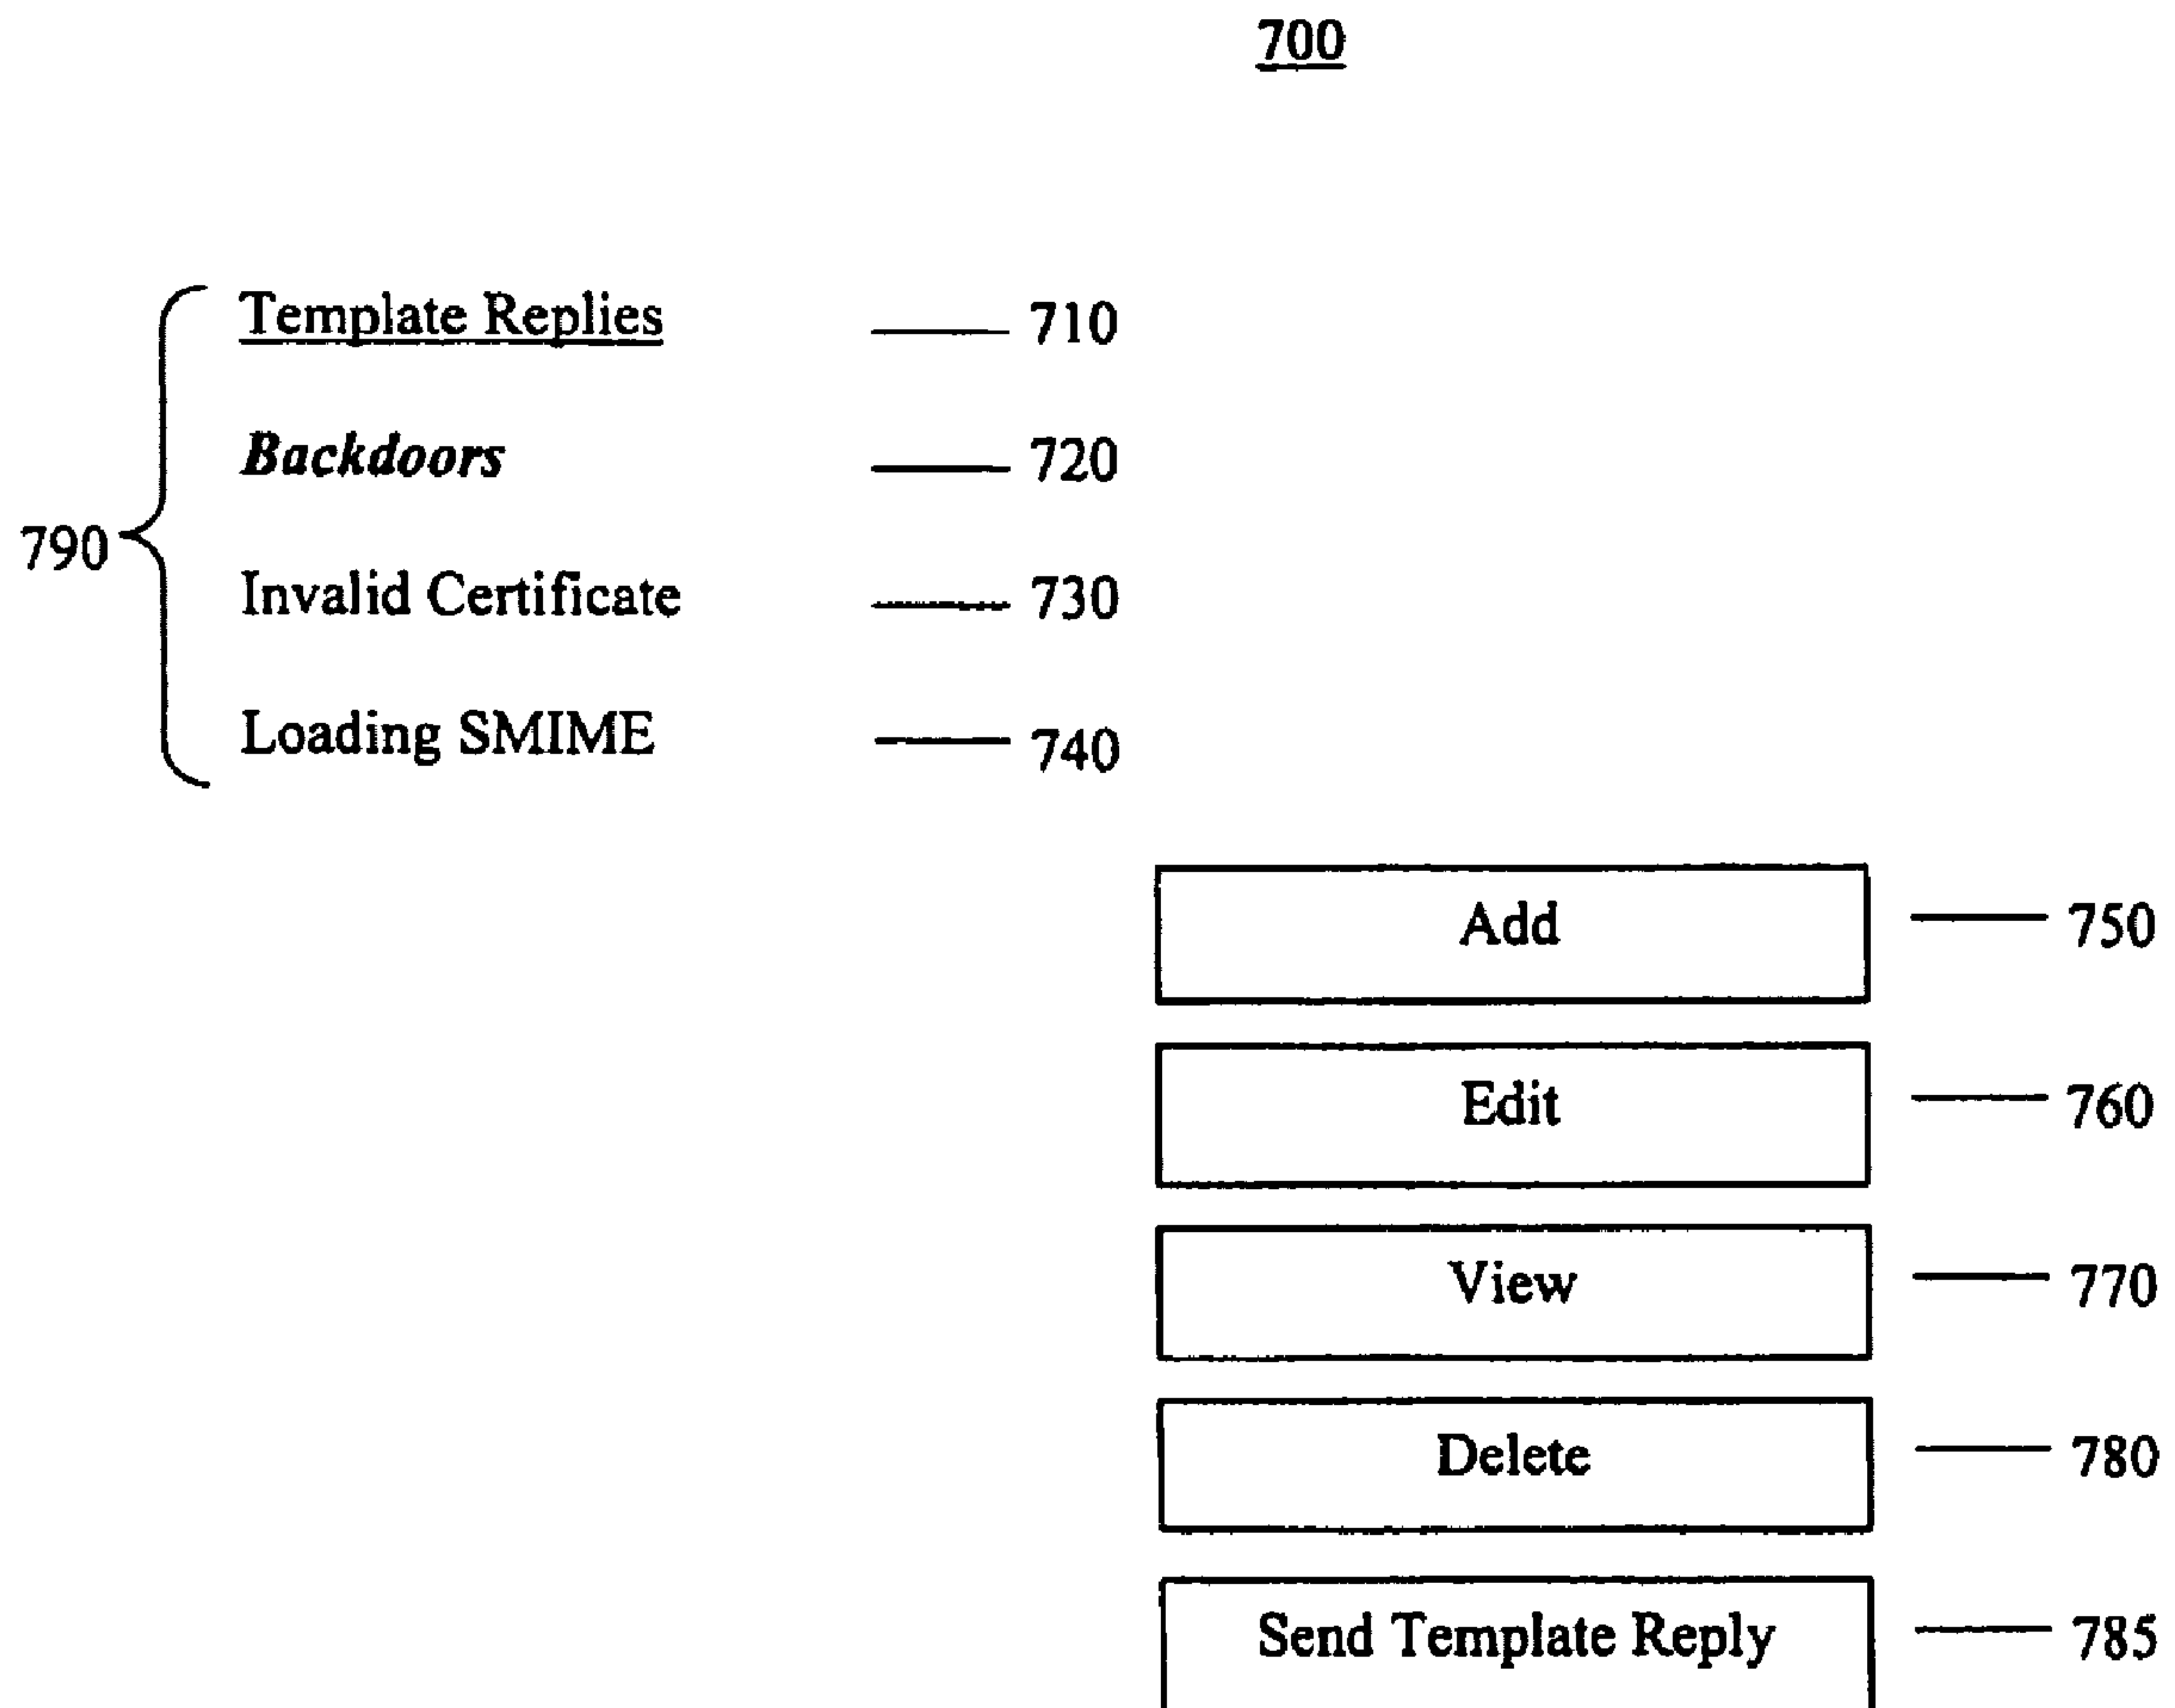 700
Template Replies 710
Backdoors 720
790
Invalid Certificate 730
Loading SMIME 740
Add 750
Edit 760
View 770
Delete 780
Send Template Reply 785